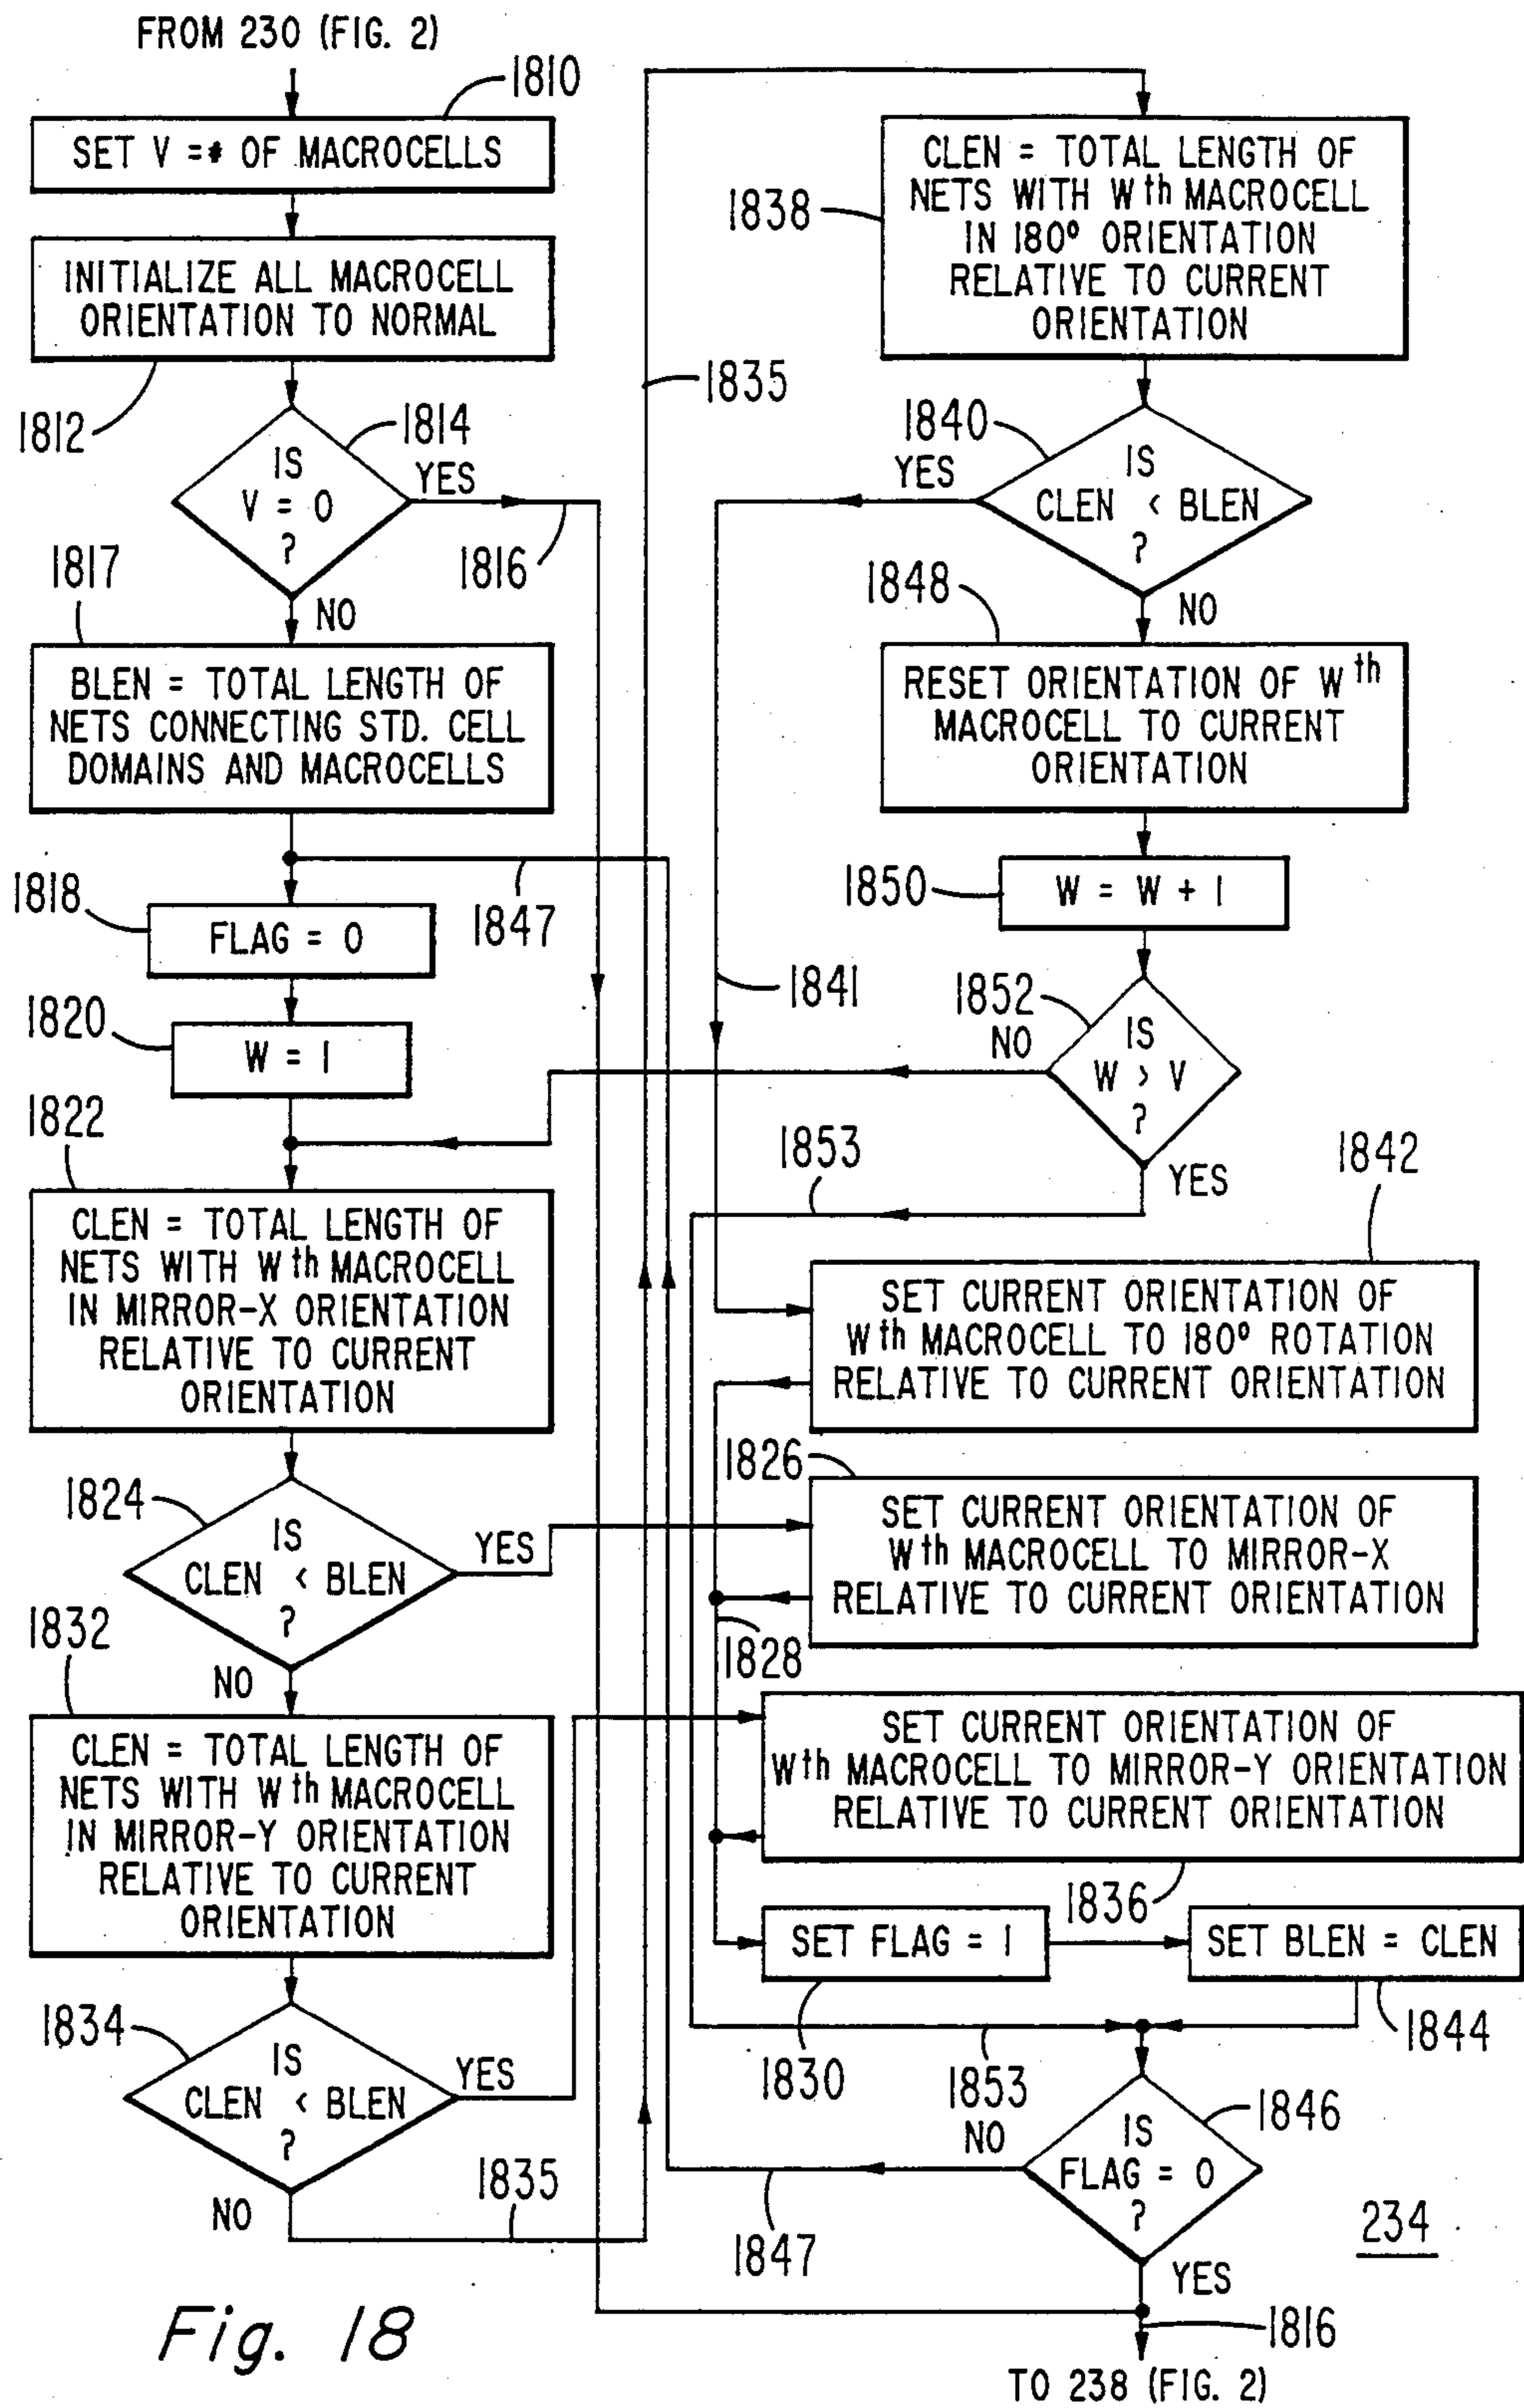 FROM 230 (FIG. 2)
1810
SET V =# OF MACROCELLS
INITIALIZE ALL MACROCELL
ORIENTATION TO NORMAL
1812
1814
IS
V = 0
?
YES
1816
NO
1817
BLEN = TOTAL LENGTH OF
NETS CONNECTING STD. CELL
DOMAINS AND MACROCELLS
1847
1818
FLAG = 0
1820
W = 1
1822
CLEN = TOTAL LENGTH OF
NETS WITH Wth MACROCELL
IN MIRROR-X ORIENTATION
RELATIVE TO CURRENT
ORIENTATION
1824
IS
CLEN < BLEN
?
YES
NO
1832
CLEN = TOTAL LENGTH OF
NETS WITH Wth MACROCELL
IN MIRROR-Y ORIENTATION
RELATIVE TO CURRENT
ORIENTATION
1834
IS
CLEN < BLEN
?
YES
NO
1835
1835
1838
CLEN = TOTAL LENGTH OF
NETS WITH Wth MACROCELL
IN 180° ORIENTATION
RELATIVE TO CURRENT
ORIENTATION
1840
IS
CLEN < BLEN
?
YES
NO
1841
1848
RESET ORIENTATION OF Wth
MACROCELL TO CURRENT
ORIENTATION
1850
W = W + 1
1852
IS
W > V
?
NO
YES
1853
1842
SET CURRENT ORIENTATION OF
Wth MACROCELL TO 180° ROTATION
RELATIVE TO CURRENT ORIENTATION
1826
SET CURRENT ORIENTATION OF
Wth MACROCELL TO MIRROR-X
RELATIVE TO CURRENT ORIENTATION
1828
SET CURRENT ORIENTATION OF
Wth MACROCELL TO MIRROR-Y ORIENTATION
RELATIVE TO CURRENT ORIENTATION
1836
SET FLAG = 1
SET BLEN = CLEN
1830
1853
1844
1846
IS
FLAG = 0
?
NO
1847
YES
234
1816
TO 238 (FIG. 2)
Fig. 18